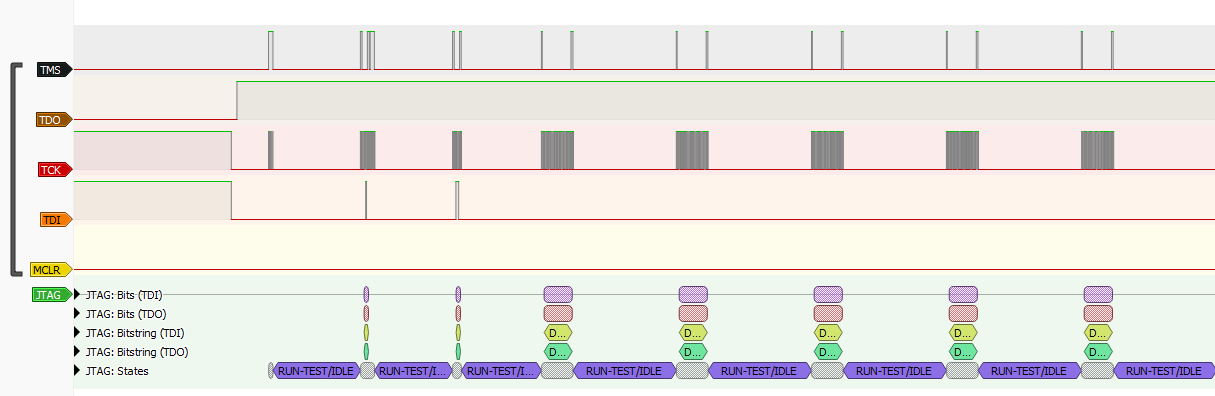 TMS
TDO
TCK
TDI
MCLR
JTAG
JTAG: Bits (TDI)
JTAG: Bits (TDO)
JTAG: Bitstring (TDI)
D... D... D... D... D...
JTAG: Bitstring (TDO)
D... D... D... D... D...
JTAG: States
RUN-TEST/IDLE RUN-TEST/I... RUN-TEST/I... RUN-TEST/IDLE RUN-TEST/IDLE RUN-TEST/IDLE RUN-TEST/IDLE RUN-TEST/IDLE